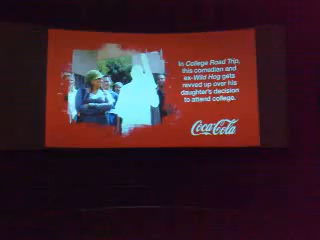 In College Road Trip,
this comedian and
ex-Wild Hog gets
revved up over his
daughter's decision
to attend college.
Coca-Cola